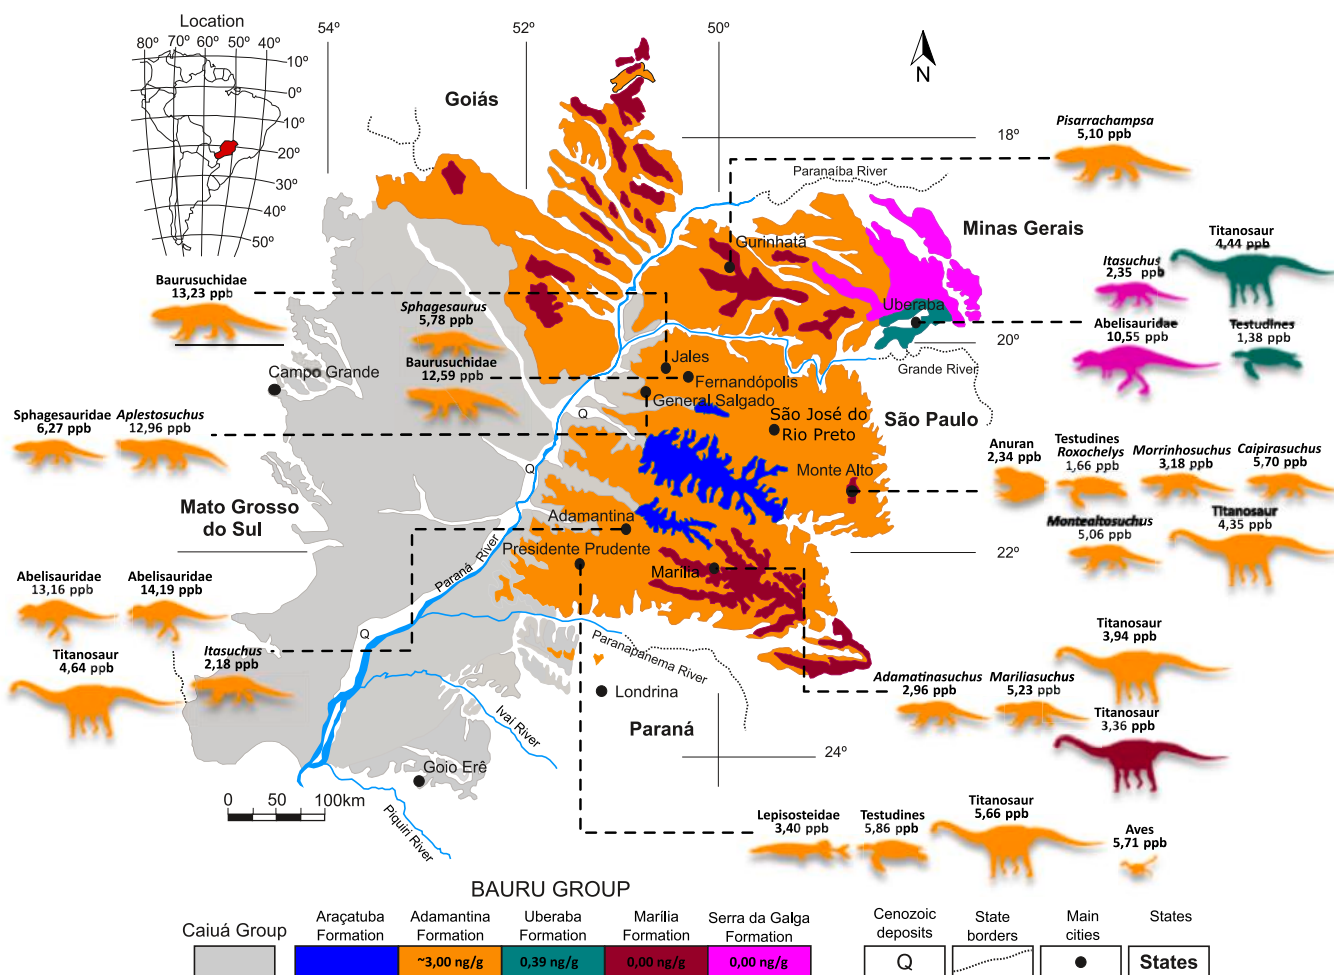 Location
80º 70º 60º 50º 40º
10º
0º
10º
20º
30º
40º
50º
54º
52º
50º
N
Goiás
18º
Pisarrachampsa
5,10 ppb
Paranaíba River
Minas Gerais
Gurinhatã
Titanosaur
4,44 ppb
Itasuchus
2,35 ppb
Baurusuchidae
13,23 ppb
Sphagesaurus
5,78 ppb
Uberaba
Abelisauridae
10,55 ppb
Testudines
1,38 ppb
20º
Jales
Grande River
Baurusuchidae
12,59 ppb
Campo Grande
Fernandópolis
General Salgado
São José do
Rio Preto
São Paulo
Q
Sphagesauridae
6,27 ppb
Aplestosuchus
12,96 ppb
Anuran
2,34 ppb
Testudines
Roxochelys
1,66 ppb
Morrinhosuchus
3,18 ppb
Caipirasuchus
5,70 ppb
Q
Monte Alto
Mato Grosso
do Sul
Adamantina
Montealtosuchus
5,06 ppb
Titanosaur
4,35 ppb
Presidente Prudente
22º
Paraná River
Marília
Abelisauridae
13,16 ppb
Abelisauridae
14,19 ppb
Q
Paranapanema River
Titanosaur
4,64 ppb
Itasuchus
2,18 ppb
Titanosaur
3,94 ppb
Londrina
Adamatinasuchus
2,96 ppb
Mariliasuchus
5,23 ppb
Ivaí River
Paraná
Titanosaur
3,36 ppb
24º
Goio Erê
0 50 100km
Piquiri River
Lepisosteidae
3,40 ppb
Testudines
5,86 ppb
Titanosaur
5,66 ppb
Aves
5,71 ppb
BAURU GROUP
Caiuá Group
Araçatuba
Formation
Adamantina
Formation
~3,00 ng/g
Uberaba
Formation
0,39 ng/g
Marília
Formation
0,00 ng/g
Serra da Galga
Formation
0,00 ng/g
Cenozoic
deposits
Q
State
borders
Main
cities
States
States